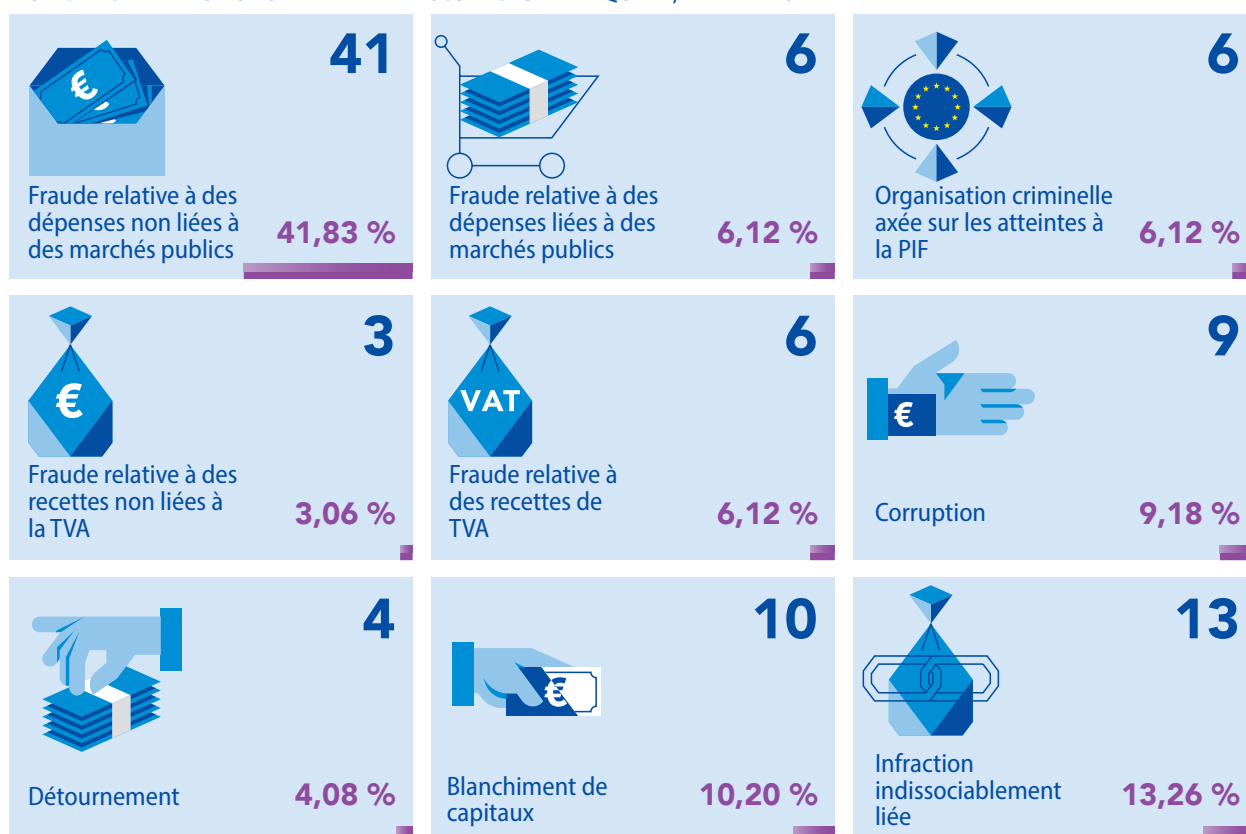 41
€
Fraude relative à des
dépenses non liées à
des marchés publics
41,83 %
6
Fraude relative à des
dépenses liées à des
marchés publics
6,12 %
6
Organisation criminelle
axée sur les atteintes à
la PIF
6,12 %
3
€
Fraude relative à des
recettes non liées à
la TVA
3,06 %
6
VAT
Fraude relative à
des recettes de
TVA
6,12 %
9
€
Corruption
9,18 %
4
Détournement
4,08 %
10
€
Blanchiment de
capitaux
10,20 %
13
Infraction
indissociablement
liée
13,26 %